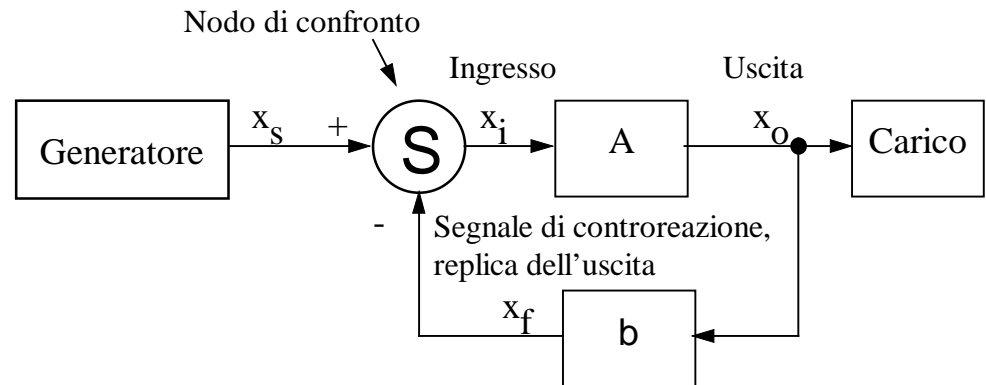 Nodo di confronto
Ingresso
Uscita
Generatore
x_s
+
S
x_i
A
x_o
Carico
-
Segnale di controreazione,
replica dell'uscita
x_f
b